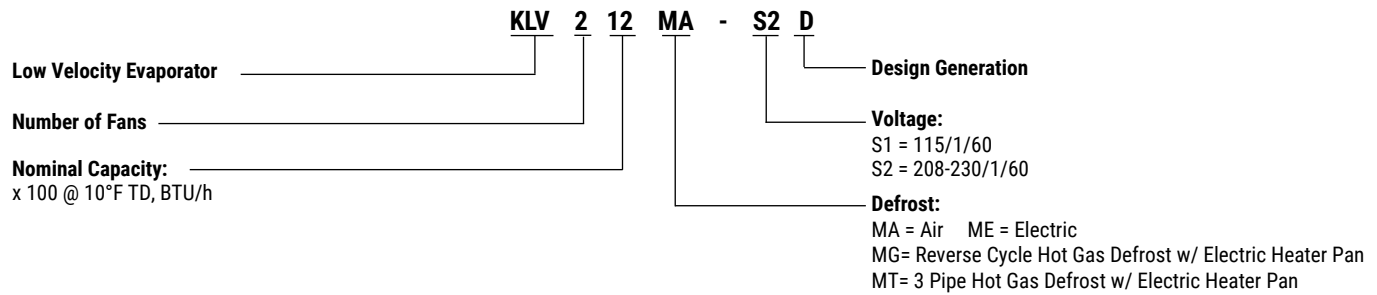 KLV 2 12 MA - S2 D
Low Velocity Evaporator
Number of Fans
Nominal Capacity:
x 100 @ 10°F TD, BTU/h
Design Generation
Voltage:
S1 = 115/1/60
S2 = 208-230/1/60
Defrost:
MA = Air ME = Electric
MG= Reverse Cycle Hot Gas Defrost w/ Electric Heater Pan
MT= 3 Pipe Hot Gas Defrost w/ Electric Heater Pan